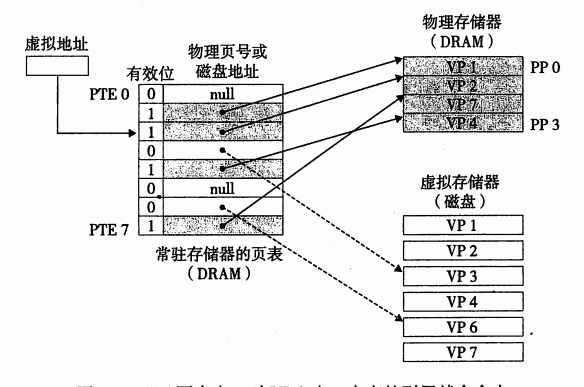 虚拟地址
物理页号或
磁盘地址
有效位
PTE 0
0
null
1
1
0
1
0
null
0
PTE 7
1
常驻存储器的页表
（DRAM）
物理存储器
（DRAM）
VP 1
PP 0
VP 2
VP 7
VP 4
PP 3
虚拟存储器
（磁盘）
VP 1
VP 2
VP 3
VP 4
VP 6
VP 7